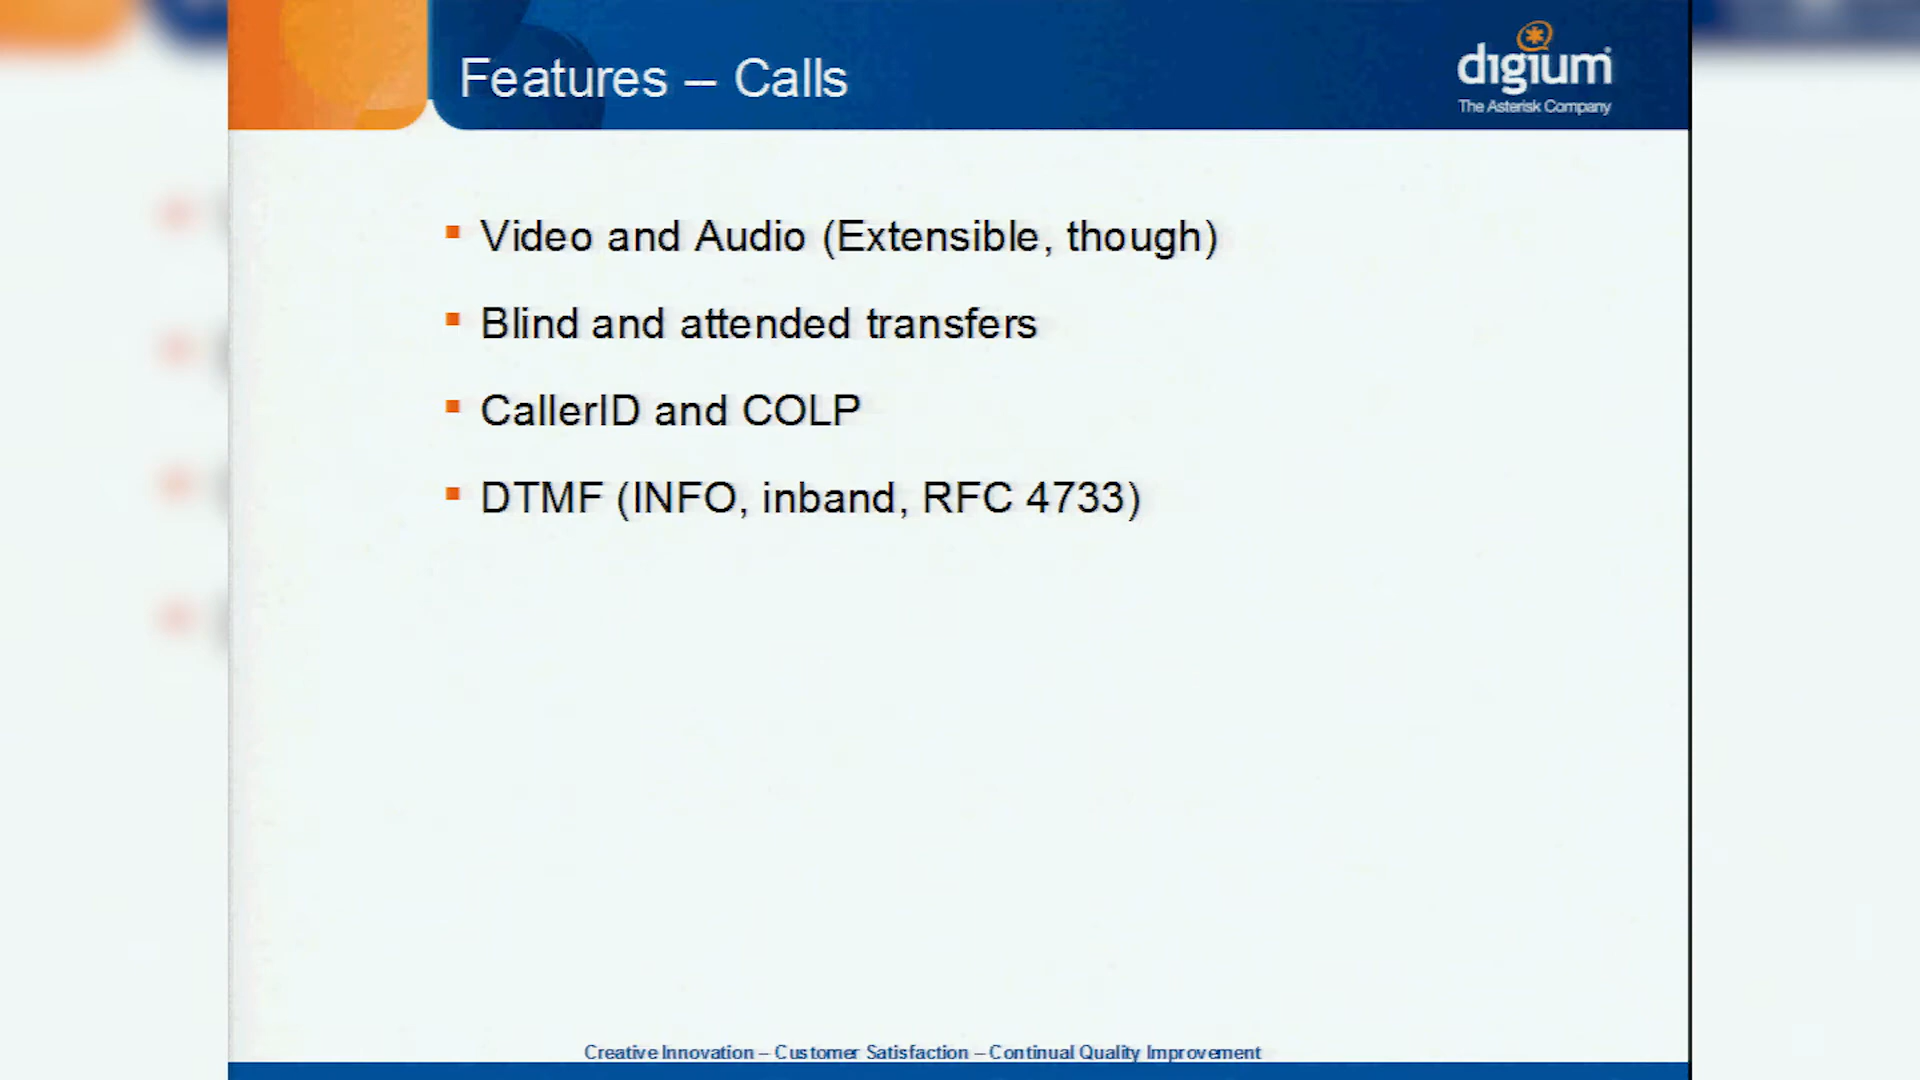 Features – Calls
digium
The Asterisk Company
Video and Audio (Extensible, though)
Blind and attended transfers
CallerID and COLP
DTMF (INFO, inband, RFC 4733)
Creative Innovation – Customer Satisfaction – Continual Quality Improvement